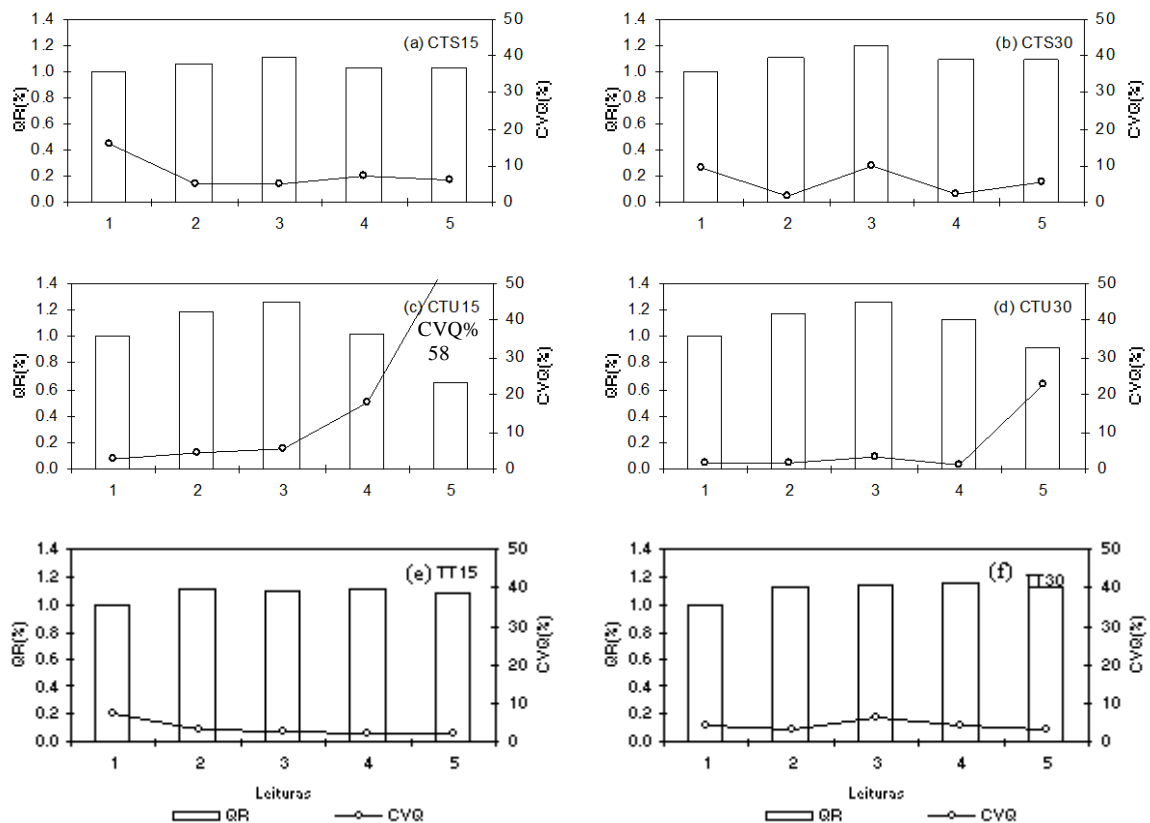 (a) CTS15
QR(%)
1.4
1.2
1.0
0.8
0.6
0.4
0.2
0.0
50
40
30
20
10
0
CVQ(%)
1 2 3 4 5
(b) CTS30
QR(%)
1.4
1.2
1.0
0.8
0.6
0.4
0.2
0.0
50
40
30
20
10
0
CVQ(%)
1 2 3 4 5
(c) CTU15
CVQ%
58
QR(%)
1.4
1.2
1.0
0.8
0.6
0.4
0.2
0.0
50
40
30
20
10
0
CVQ(%)
1 2 3 4 5
(d) CTU30
QR(%)
1.4
1.2
1.0
0.8
0.6
0.4
0.2
0.0
50
40
30
20
10
0
CVQ(%)
1 2 3 4 5
(e) TT15
QR(%)
1.4
1.2
1.0
0.8
0.6
0.4
0.2
0.0
50
40
30
20
10
0
CVQ(%)
1 2 3 4 5
Leituras
QR CVQ
(f) TT30
QR(%)
1.4
1.2
1.0
0.8
0.6
0.4
0.2
0.0
50
40
30
20
10
0
CVQ(%)
1 2 3 4 5
Leituras
QR CVQ